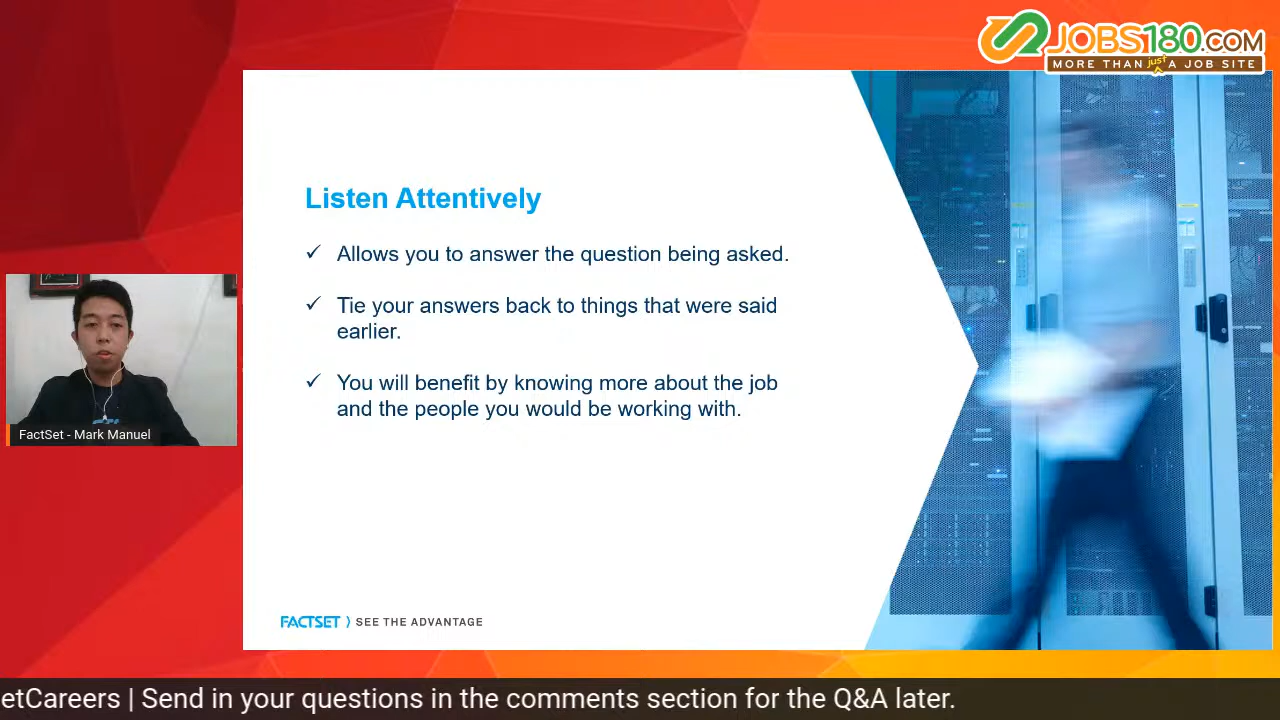 JOBS180.COM
MORE THAN just A JOB SITE
Listen Attentively
✓ Allows you to answer the question being asked.
✓ Tie your answers back to things that were said
earlier.
✓ You will benefit by knowing more about the job
and the people you would be working with.
FactSet - Mark Manuel
FACTSET ⟩ SEE THE ADVANTAGE
etCareers | Send in your questions in the comments section for the Q&A later.